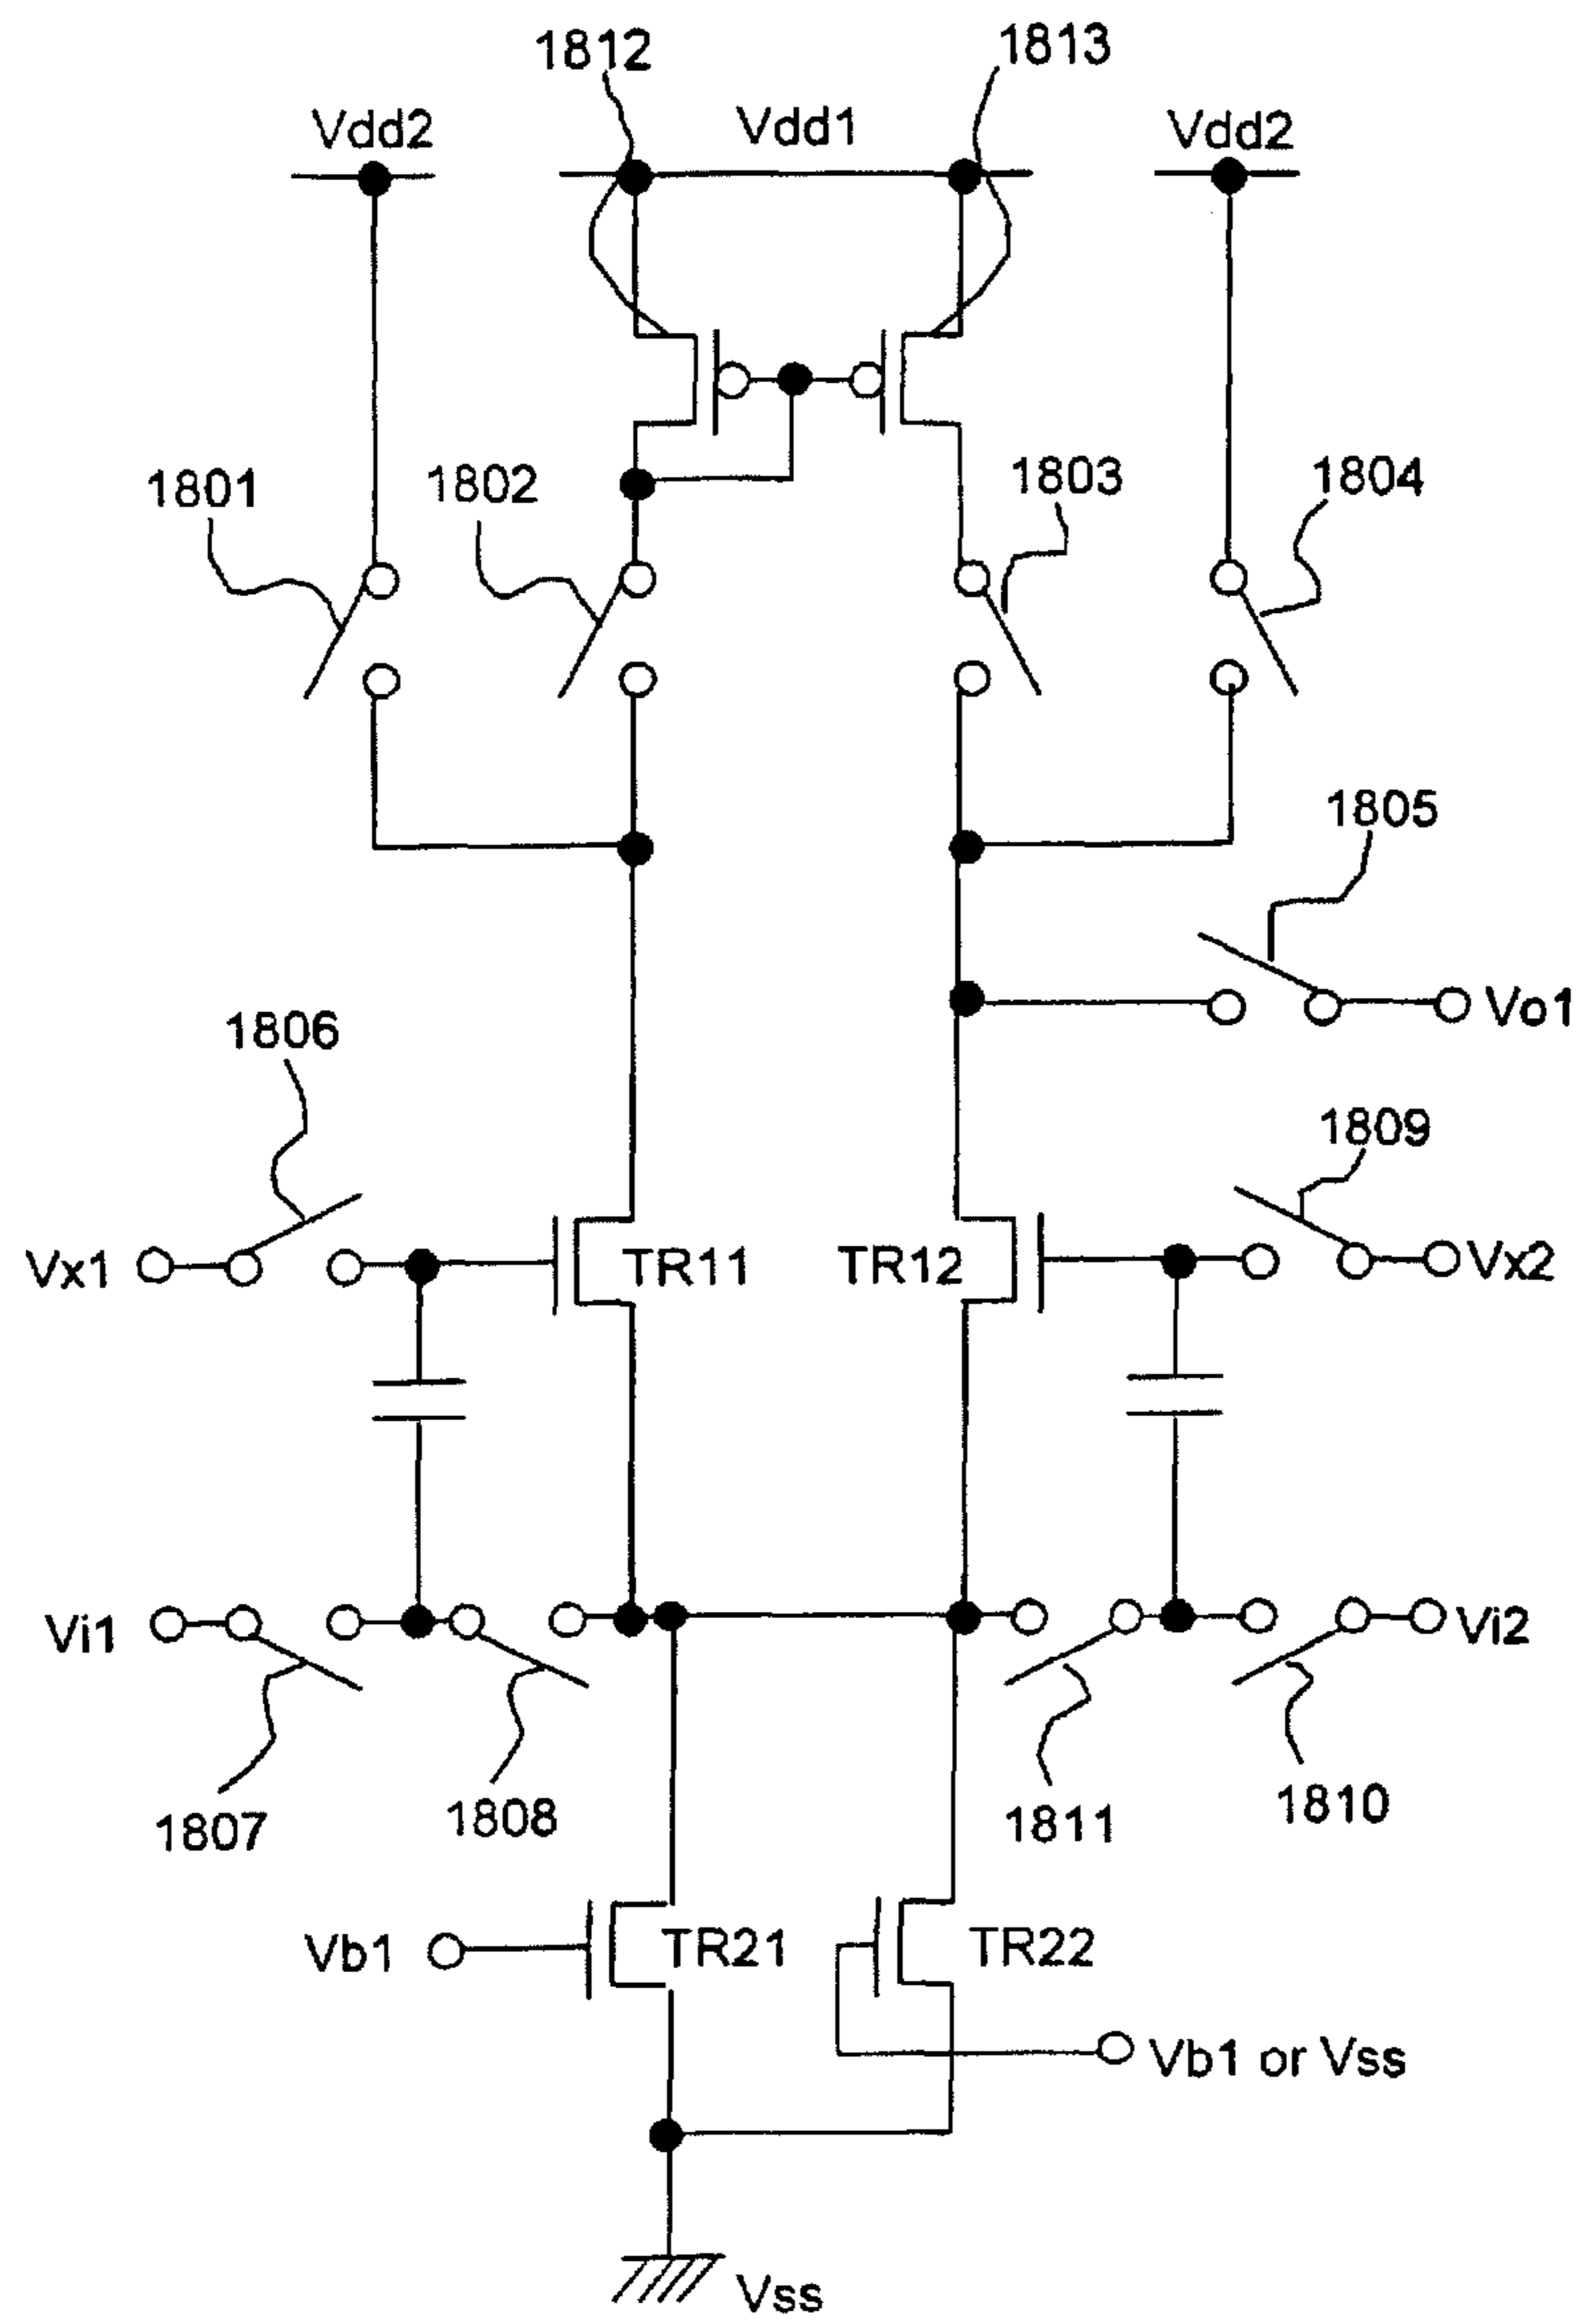 1812
1813
Vdd2
Vdd1
Vdd2
1801
1802
1803
1804
1805
Vo1
1806
1809
Vx1
TR11
TR12
Vx2
Vi1
Vi2
1807
1808
1811
1810
Vb1
TR21
TR22
Vb1 or Vss
Vss